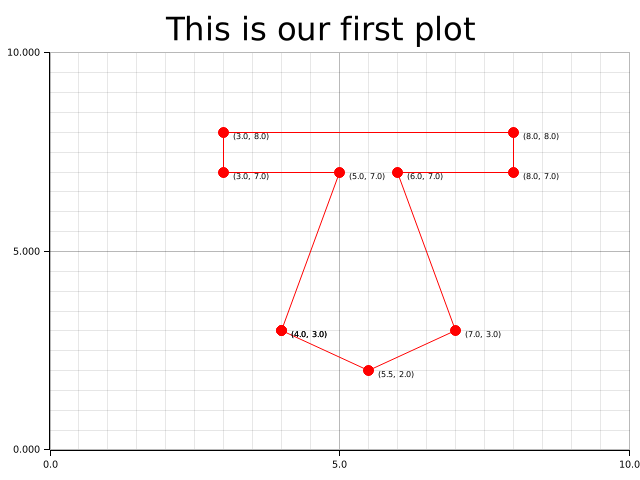 This is our first plot
10.000
(3.0, 8.0) (8.0, 8.0)
(3.0, 7.0) (5.0, 7.0) (6.0, 7.0) (8.0, 7.0)
5.000
(4.0, 3.0) (7.0, 3.0)
(5.5, 2.0)
0.000
0.0 5.0 10.0